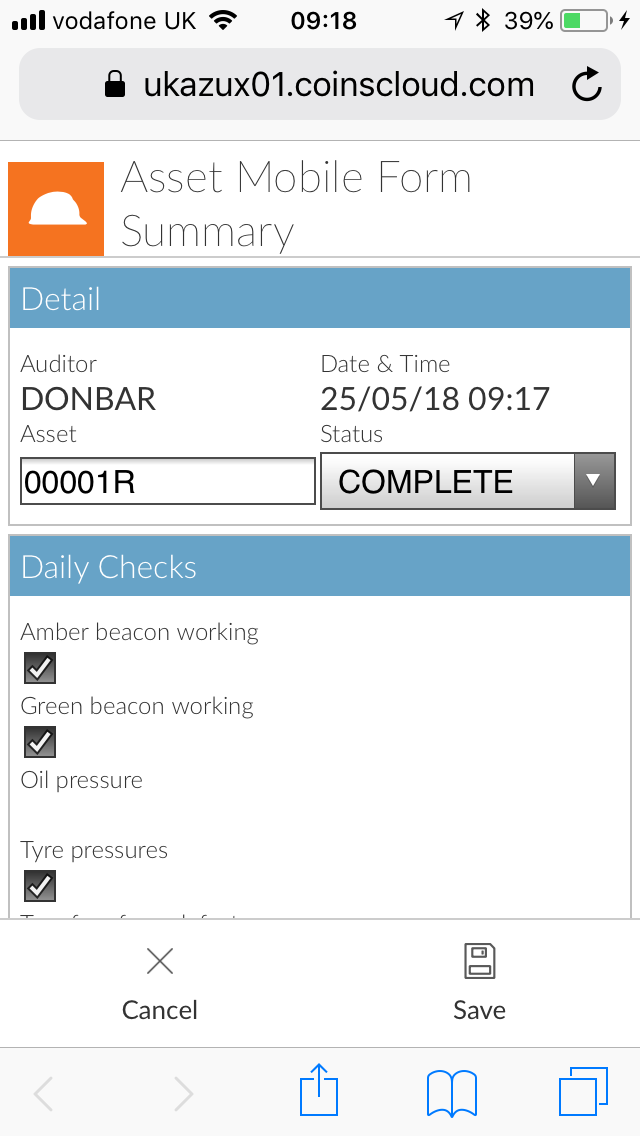 vodafone UK 09:18 39%
ukazux01.coinscloud.com
Asset Mobile Form
Summary
Detail
Auditor Date & Time
DONBAR 25/05/18 09:17
Asset Status
00001R COMPLETE
Daily Checks
Amber beacon working
Green beacon working
Oil pressure
Tyre pressures
Cancel Save